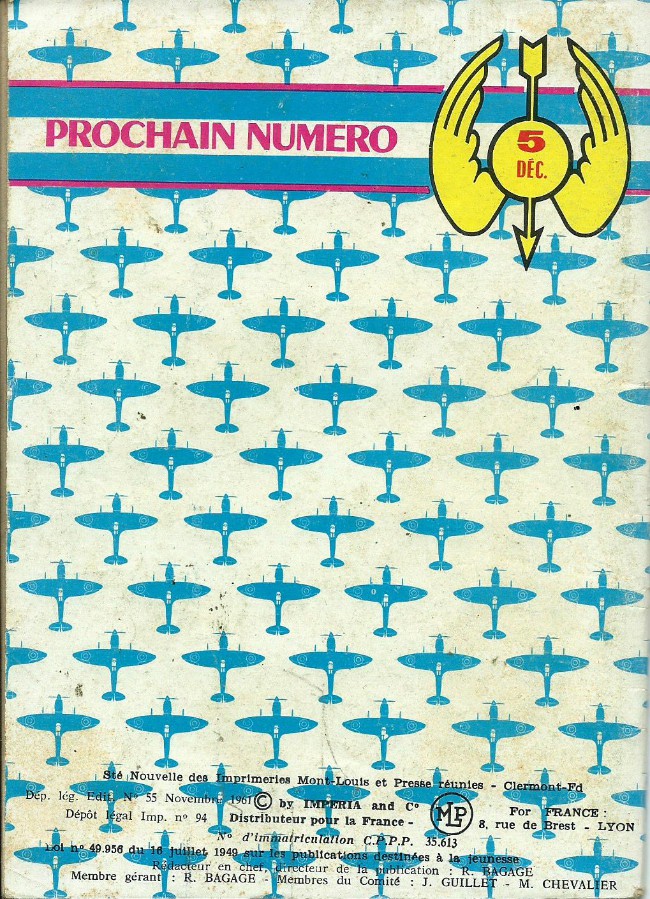 PROCHAIN NUMERO
5
DÉC.
Sté Nouvelle des Imprimeries Mont-Louis et Presse réunies - Clermont-Fd
Dép. lég. Edit. N° 55 Novembre 1961 © by IMPERIA and C° MLP For FRANCE :
Dépôt légal Imp. n° 94 Distributeur pour la France - 8, rue de Brest - LYON
N° d'immatriculation C.P.P.P. 35.613
Loi n° 49.956 du 16 juillet 1949 sur les publications destinées à la jeunesse
Rédacteur en chef, directeur de la publication : R. BAGAGE
Membre gérant : R. BAGAGE - Membres du Comité : J. GUILLET - M. CHEVALIER